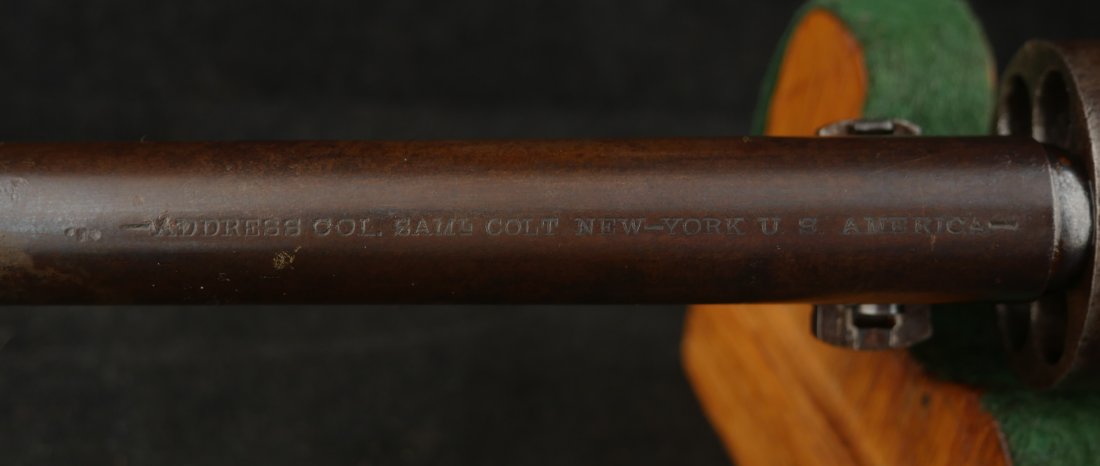 —ADDRESS COL. SAML COLT NEW—YORK U S. AMERICA—